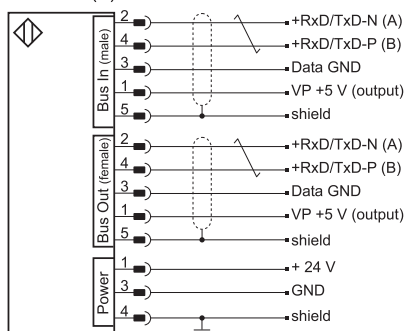 2 +RxD/TxD-N (A)
4 +RxD/TxD-P (B)
3 Data GND
1 VP +5 V (output)
5 shield
Bus In (male)
2 +RxD/TxD-N (A)
4 +RxD/TxD-P (B)
3 Data GND
1 VP +5 V (output)
5 shield
Bus Out (female)
1 + 24 V
3 GND
4 shield
Power